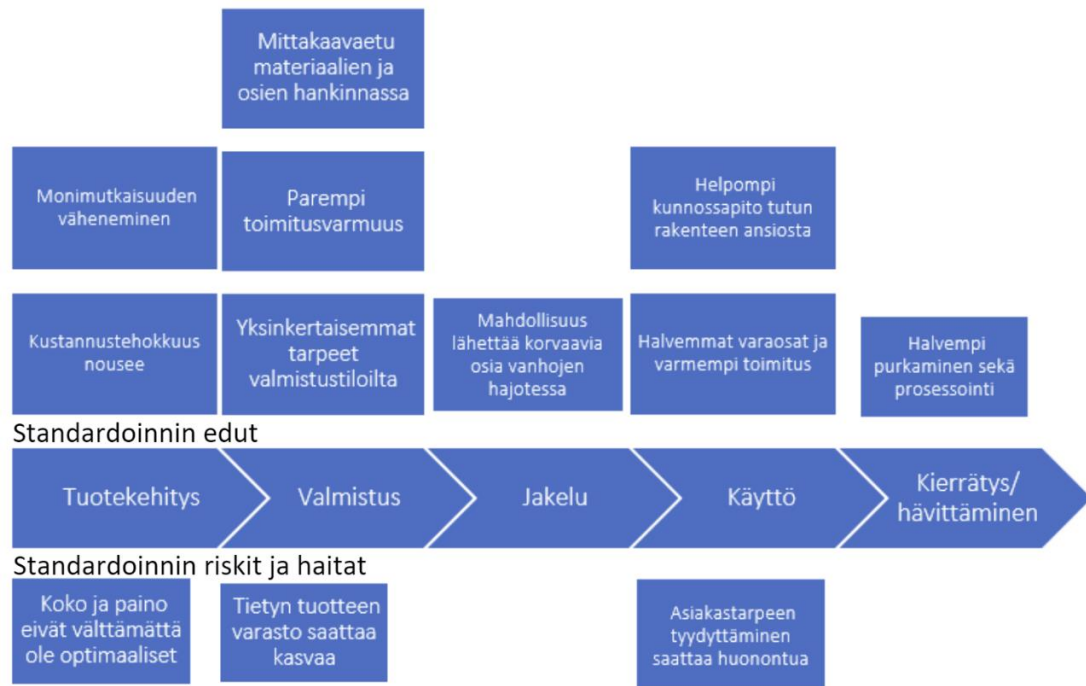 Mittakaavaetu
materiaalien ja
osien hankinnassa
Monimutkaisuuden
väheneminen
Parempi
toimitusvarmuus
Helpompi
kunnossapito tutun
rakenteen ansiosta
Kustannustehokkuus
nousee
Yksinkertaisemmat
tarpeet
valmistustiloilta
Mahdollisuus
lähettää korvaavia
osia vanhojen
hajotessa
Halvemmat varaosat ja
varmempi toimitus
Halvempi
purkaminen sekä
prosessointi
Standardoinnin edut
Tuotekehitys
Valmistus
Jakelu
Käyttö
Kierrätys/
hävittäminen
Standardoinnin riskit ja haitat
Koko ja paino
eivät välttämättä
ole optimaaliset
Tietyn tuotteen
varasto saattaa
kasvaa
Asiakastarpeen
tyydyttäminen
saattaa huonontua